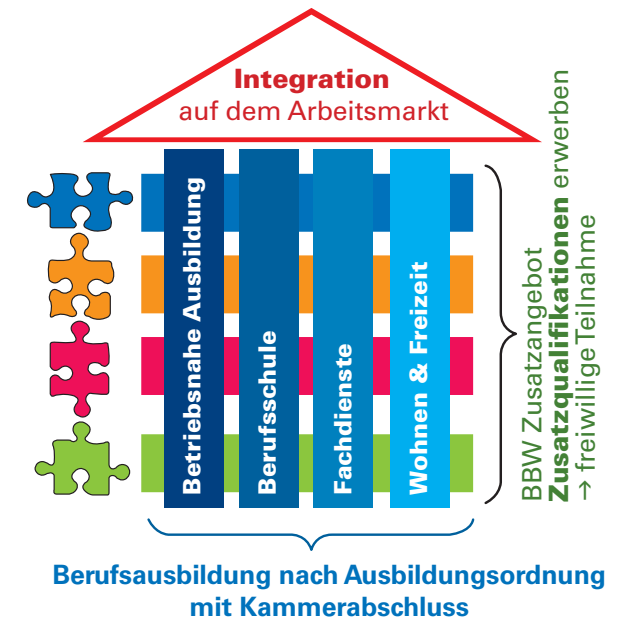 Integration
auf dem Arbeitsmarkt
Betriebsnahe Ausbildung
Berufsschule
Fachdienste
Wohnen & Freizeit
BBW Zusatzangebot
Zusatzqualifikationen erwerben
→ freiwillige Teilnahme
Berufsausbildung nach Ausbildungsordnung
mit Kammerabschluss